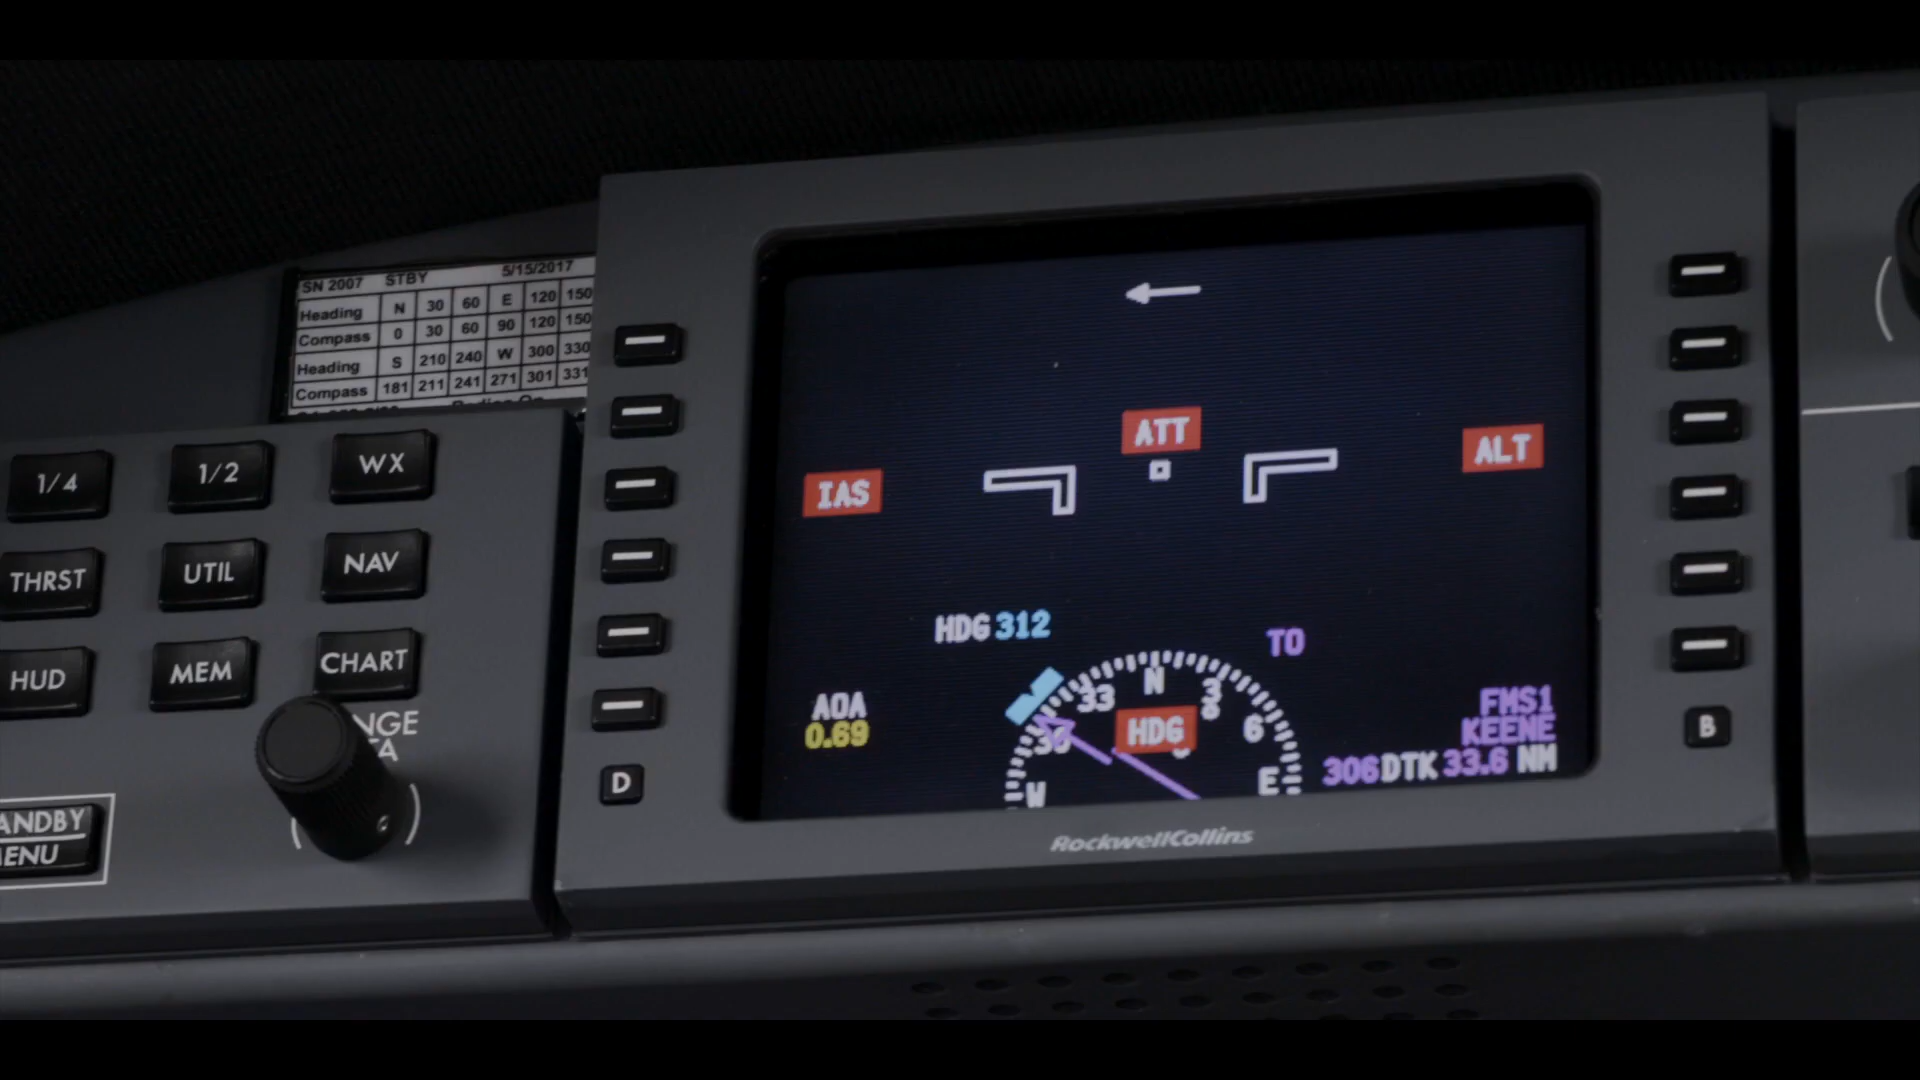 SN 2007 STBY 5/15/2017
Heading N 30 60 E 120 150
Compass 0 30 60 90 120 150
Heading S 210 240 W 300 330
Compass 181 211 241 271 301 331
1/4 1/2 WX
THRST UTIL NAV
HUD MEM CHART
NGE
TA
ANDBY
MENU
D
ATT
IAS
ALT
HDG 312
TO
33 N 3 6
HDG
30
W E
AOA
0.69
FMS1
KEENE
306 DTK 33.6 NM
B
RockwellCollins